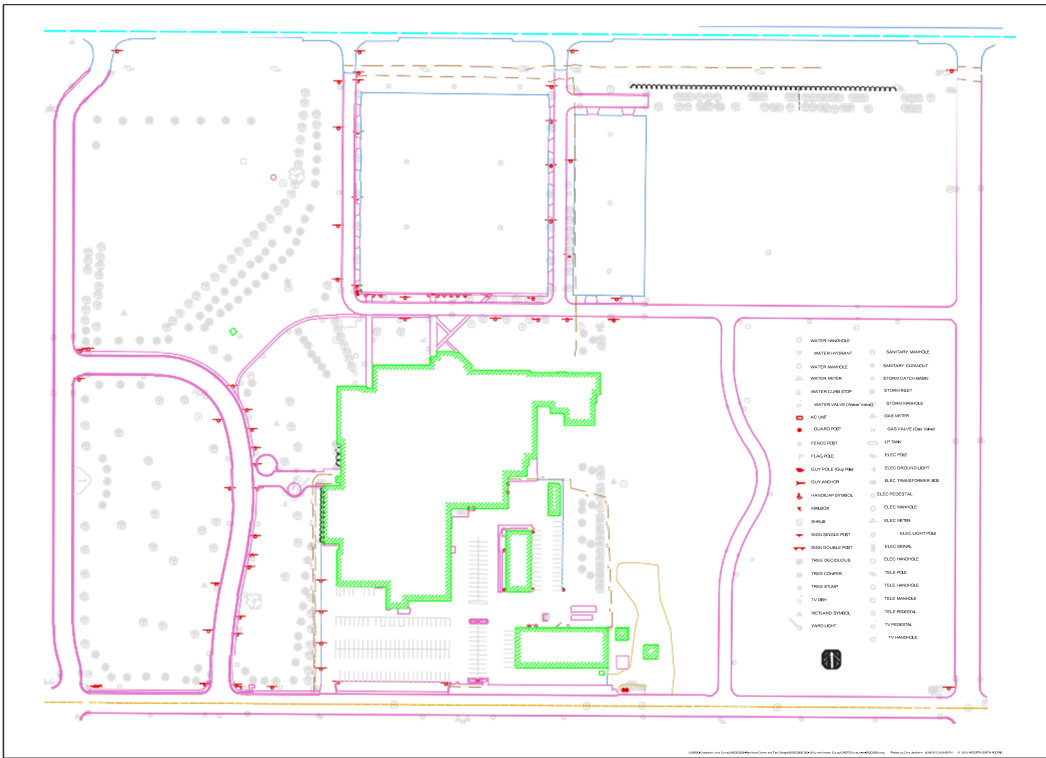 WATER HANDHOLE
WATER HYDRANT
WATER MANHOLE
WATER METER
WATER CURB STOP
WATER VALVE (Water Valve)
AC UNIT
GUARD POST
FENCE POST
FLAG POLE
GUY POLE (Guy Pole)
GUY ANCHOR
HANDICAP SYMBOL
MAILBOX
SHRUB
SIGN SINGLE POST
SIGN DOUBLE POST
TREE DECIDUOUS
TREE CONIFER
TREE STUMP
TV DISH
WETLAND SYMBOL
YARD LIGHT
SANITARY MANHOLE
SANITARY CLEANOUT
STORM CATCH BASIN
STORM INLET
STORM MANHOLE
GAS METER
GAS VALVE (Gas Valve)
LP TANK
ELEC POLE
ELEC GROUND LIGHT
ELEC TRANSFORMER BOX
ELEC PEDESTAL
ELEC MANHOLE
ELEC METER
ELEC LIGHT POLE
ELEC SIGNAL
ELEC HANDHOLE
TELE POLE
TELE HANDHOLE
TELE MANHOLE
TELE PEDESTAL
TV PEDESTAL
TV HANDHOLE